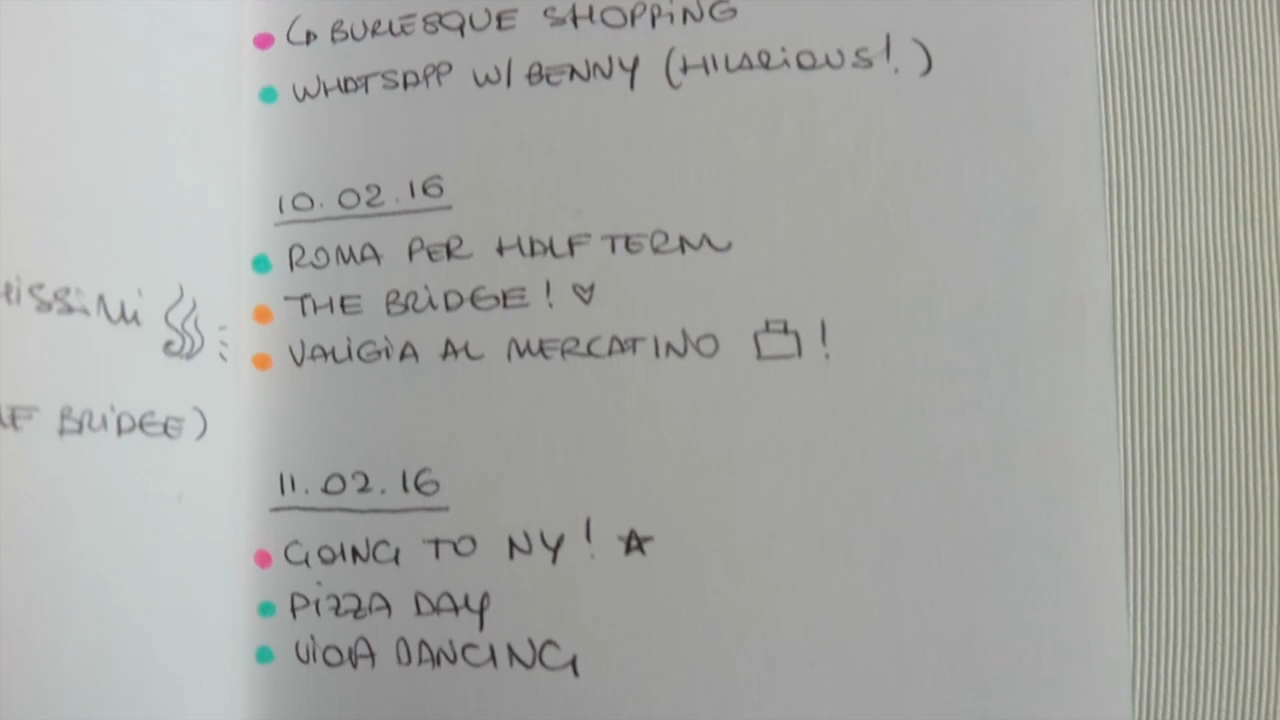 BURLESQUE SHOPPING
WHATSAPP W/ BENNY (HILARIOUS!)
10.02.16
ROMA PER HALF TERM
THE BRIDGE! ♡
VALIGIA AL MERCATINO !
BRIDGE)
11.02.16
GOING TO NY! ☆
PIZZA DAY
VIOLA DANCING